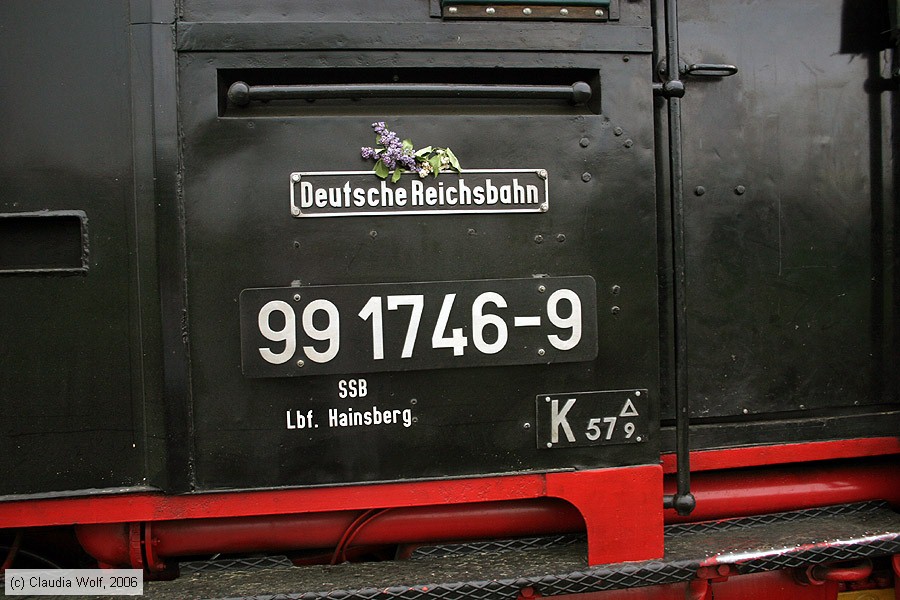 Deutsche Reichsbahn
99 1746-9
SSB
Lbf. Hainsberg
K 57 9
(c) Claudia Wolf, 2006